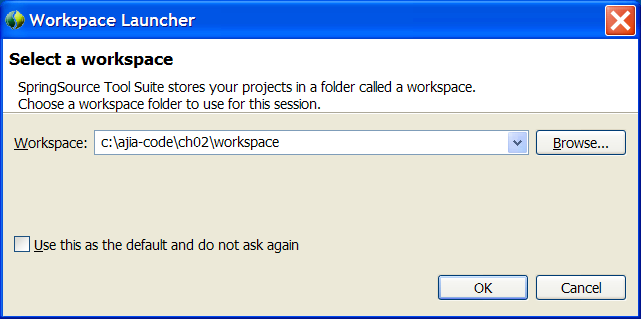 Workspace Launcher
Select a workspace
SpringSource Tool Suite stores your projects in a folder called a workspace.
Choose a workspace folder to use for this session.
Workspace: c:\ajia-code\ch02\workspace Browse...
Use this as the default and do not ask again
OK Cancel